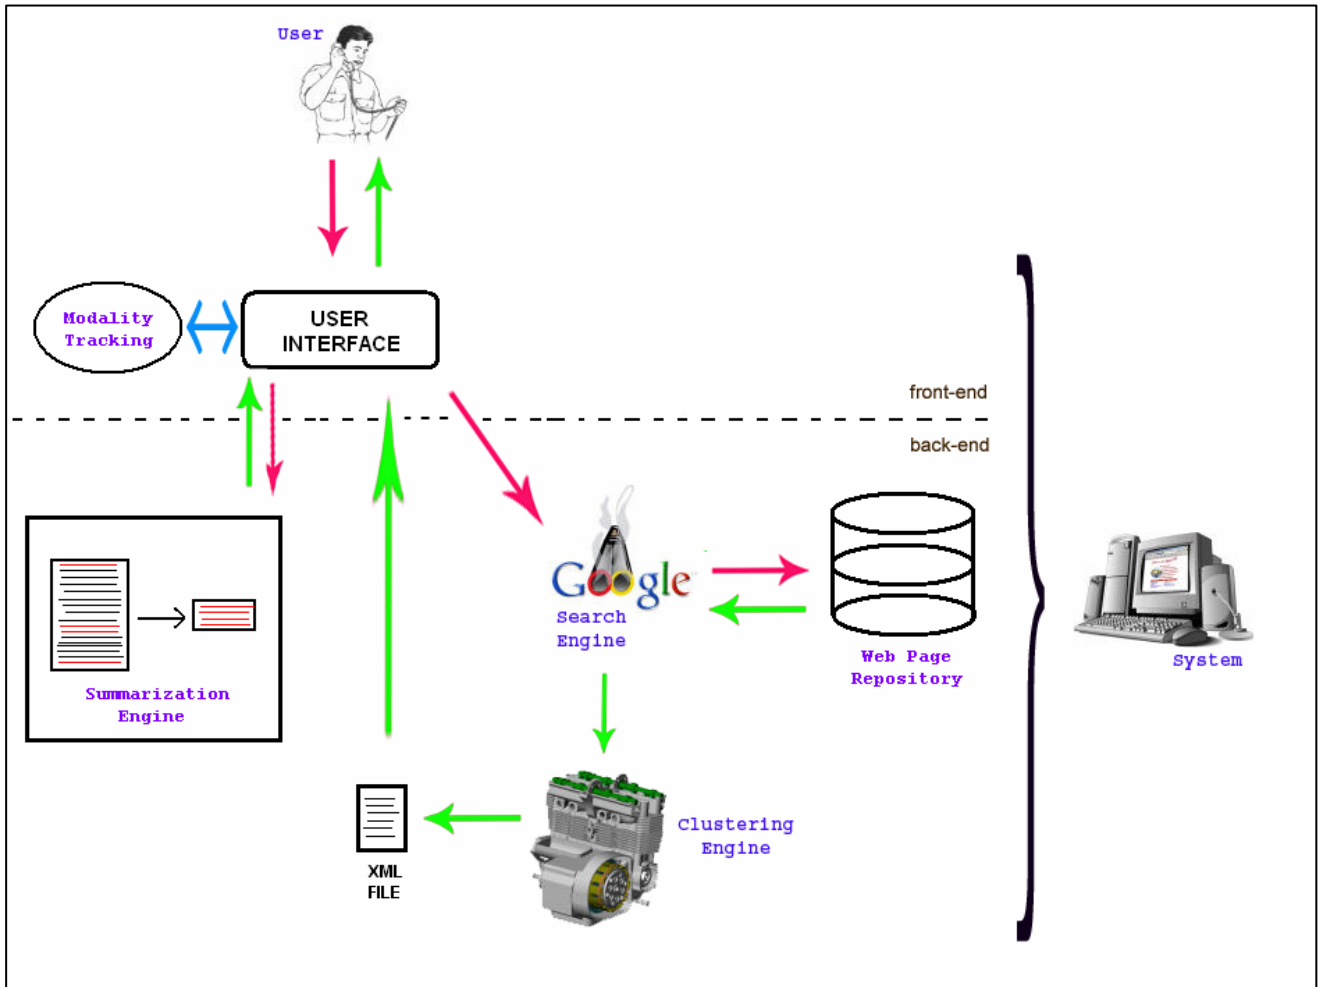 User
Modality
Tracking
USER
INTERFACE
front-end
back-end
Google
Search
Engine
Web Page
Repository
System
Summarization
Engine
Clustering
Engine
XML
FILE